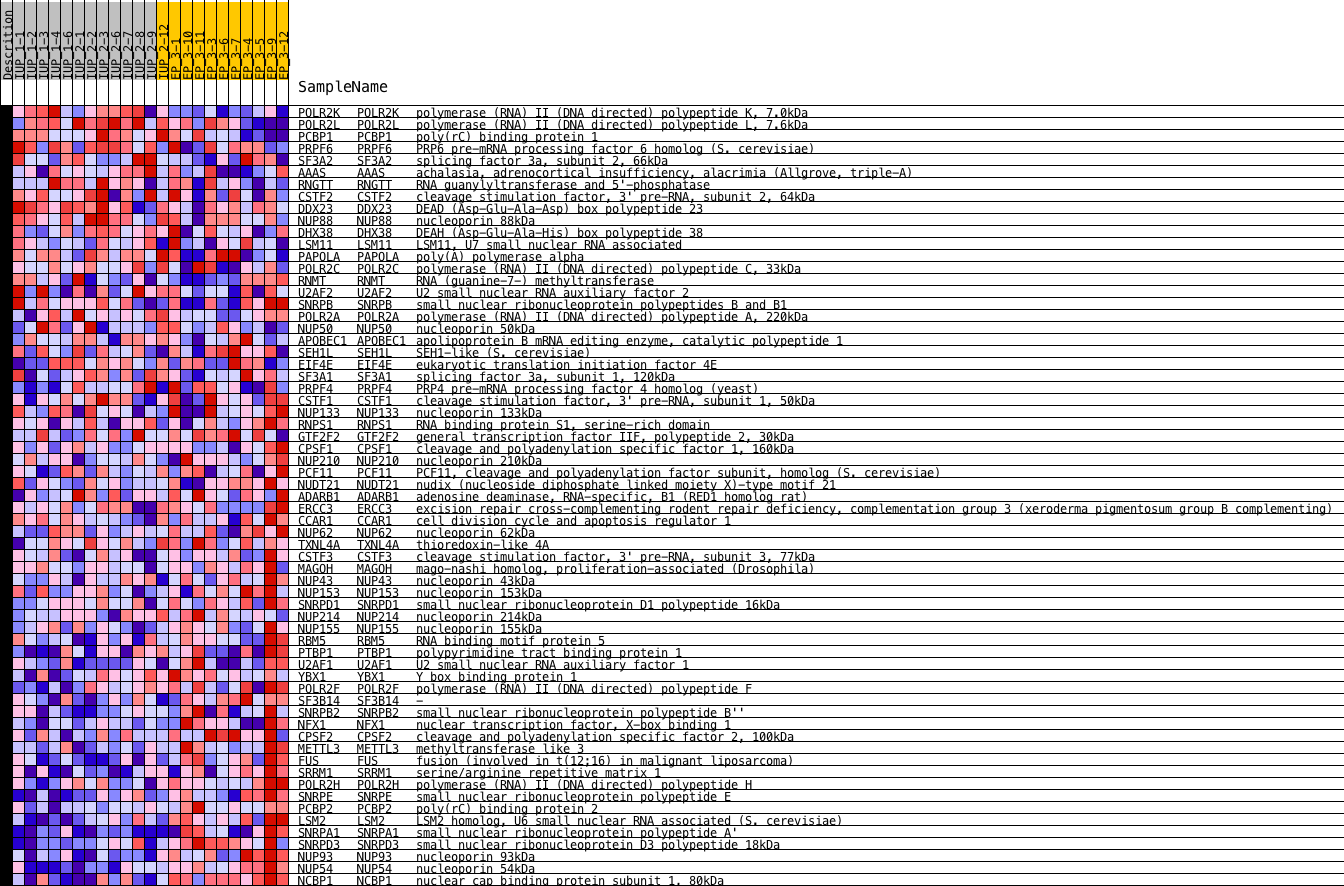 Descrition
IUP_1-1
IUP_1-2
IUP_1-3
IUP_1-4
IUP_1-6
IUP_2-1
IUP_2-2
IUP_2-3
IUP_2-6
IUP_2-7
IUP_2-8
IUP_2-9
IUP_2-12
EP_3-1
EP_3-10
EP_3-11
EP_3-3
EP_3-6
EP_3-7
EP_3-4
EP_3-5
EP_3-9
EP_3-12
SampleName
POLR2K POLR2K polymerase (RNA) II (DNA directed) polypeptide K, 7.0kDa
POLR2L POLR2L polymerase (RNA) II (DNA directed) polypeptide L, 7.6kDa
PCBP1 PCBP1 poly(rC) binding protein 1
PRPF6 PRPF6 PRP6 pre-mRNA processing factor 6 homolog (S. cerevisiae)
SF3A2 SF3A2 splicing factor 3a, subunit 2, 66kDa
AAAS AAAS achalasia, adrenocortical insufficiency, alacrimia (Allgrove, triple-A)
RNGTT RNGTT RNA guanylyltransferase and 5'-phosphatase
CSTF2 CSTF2 cleavage stimulation factor, 3' pre-RNA, subunit 2, 64kDa
DDX23 DDX23 DEAD (Asp-Glu-Ala-Asp) box polypeptide 23
NUP88 NUP88 nucleoporin 88kDa
DHX38 DHX38 DEAH (Asp-Glu-Ala-His) box polypeptide 38
LSM11 LSM11 LSM11, U7 small nuclear RNA associated
PAPOLA PAPOLA poly(A) polymerase alpha
POLR2C POLR2C polymerase (RNA) II (DNA directed) polypeptide C, 33kDa
RNMT RNMT RNA (guanine-7-) methyltransferase
U2AF2 U2AF2 U2 small nuclear RNA auxiliary factor 2
SNRPB SNRPB small nuclear ribonucleoprotein polypeptides B and B1
POLR2A POLR2A polymerase (RNA) II (DNA directed) polypeptide A, 220kDa
NUP50 NUP50 nucleoporin 50kDa
APOBEC1 APOBEC1 apolipoprotein B mRNA editing enzyme, catalytic polypeptide 1
SEH1L SEH1L SEH1-like (S. cerevisiae)
EIF4E EIF4E eukaryotic translation initiation factor 4E
SF3A1 SF3A1 splicing factor 3a, subunit 1, 120kDa
PRPF4 PRPF4 PRP4 pre-mRNA processing factor 4 homolog (yeast)
CSTF1 CSTF1 cleavage stimulation factor, 3' pre-RNA, subunit 1, 50kDa
NUP133 NUP133 nucleoporin 133kDa
RNPS1 RNPS1 RNA binding protein S1, serine-rich domain
GTF2F2 GTF2F2 general transcription factor IIF, polypeptide 2, 30kDa
CPSF1 CPSF1 cleavage and polyadenylation specific factor 1, 160kDa
NUP210 NUP210 nucleoporin 210kDa
PCF11 PCF11 PCF11, cleavage and polyadenylation factor subunit, homolog (S. cerevisiae)
NUDT21 NUDT21 nudix (nucleoside diphosphate linked moiety X)-type motif 21
ADARB1 ADARB1 adenosine deaminase, RNA-specific, B1 (RED1 homolog rat)
ERCC3 ERCC3 excision repair cross-complementing rodent repair deficiency, complementation group 3 (xeroderma pigmentosum group B complementing)
CCAR1 CCAR1 cell division cycle and apoptosis regulator 1
NUP62 NUP62 nucleoporin 62kDa
TXNL4A TXNL4A thioredoxin-like 4A
CSTF3 CSTF3 cleavage stimulation factor, 3' pre-RNA, subunit 3, 77kDa
MAGOH MAGOH mago-nashi homolog, proliferation-associated (Drosophila)
NUP43 NUP43 nucleoporin 43kDa
NUP153 NUP153 nucleoporin 153kDa
SNRPD1 SNRPD1 small nuclear ribonucleoprotein D1 polypeptide 16kDa
NUP214 NUP214 nucleoporin 214kDa
NUP155 NUP155 nucleoporin 155kDa
RBM5 RBM5 RNA binding motif protein 5
PTBP1 PTBP1 polypyrimidine tract binding protein 1
U2AF1 U2AF1 U2 small nuclear RNA auxiliary factor 1
YBX1 YBX1 Y box binding protein 1
POLR2F POLR2F polymerase (RNA) II (DNA directed) polypeptide F
SF3B14 SF3B14 -
SNRPB2 SNRPB2 small nuclear ribonucleoprotein polypeptide B''
NFX1 NFX1 nuclear transcription factor, X-box binding 1
CPSF2 CPSF2 cleavage and polyadenylation specific factor 2, 100kDa
METTL3 METTL3 methyltransferase like 3
FUS FUS fusion (involved in t(12;16) in malignant liposarcoma)
SRRM1 SRRM1 serine/arginine repetitive matrix 1
POLR2H POLR2H polymerase (RNA) II (DNA directed) polypeptide H
SNRPE SNRPE small nuclear ribonucleoprotein polypeptide E
PCBP2 PCBP2 poly(rC) binding protein 2
LSM2 LSM2 LSM2 homolog, U6 small nuclear RNA associated (S. cerevisiae)
SNRPA1 SNRPA1 small nuclear ribonucleoprotein polypeptide A'
SNRPD3 SNRPD3 small nuclear ribonucleoprotein D3 polypeptide 18kDa
NUP93 NUP93 nucleoporin 93kDa
NUP54 NUP54 nucleoporin 54kDa
NCBP1 NCBP1 nuclear cap binding protein subunit 1, 80kDa